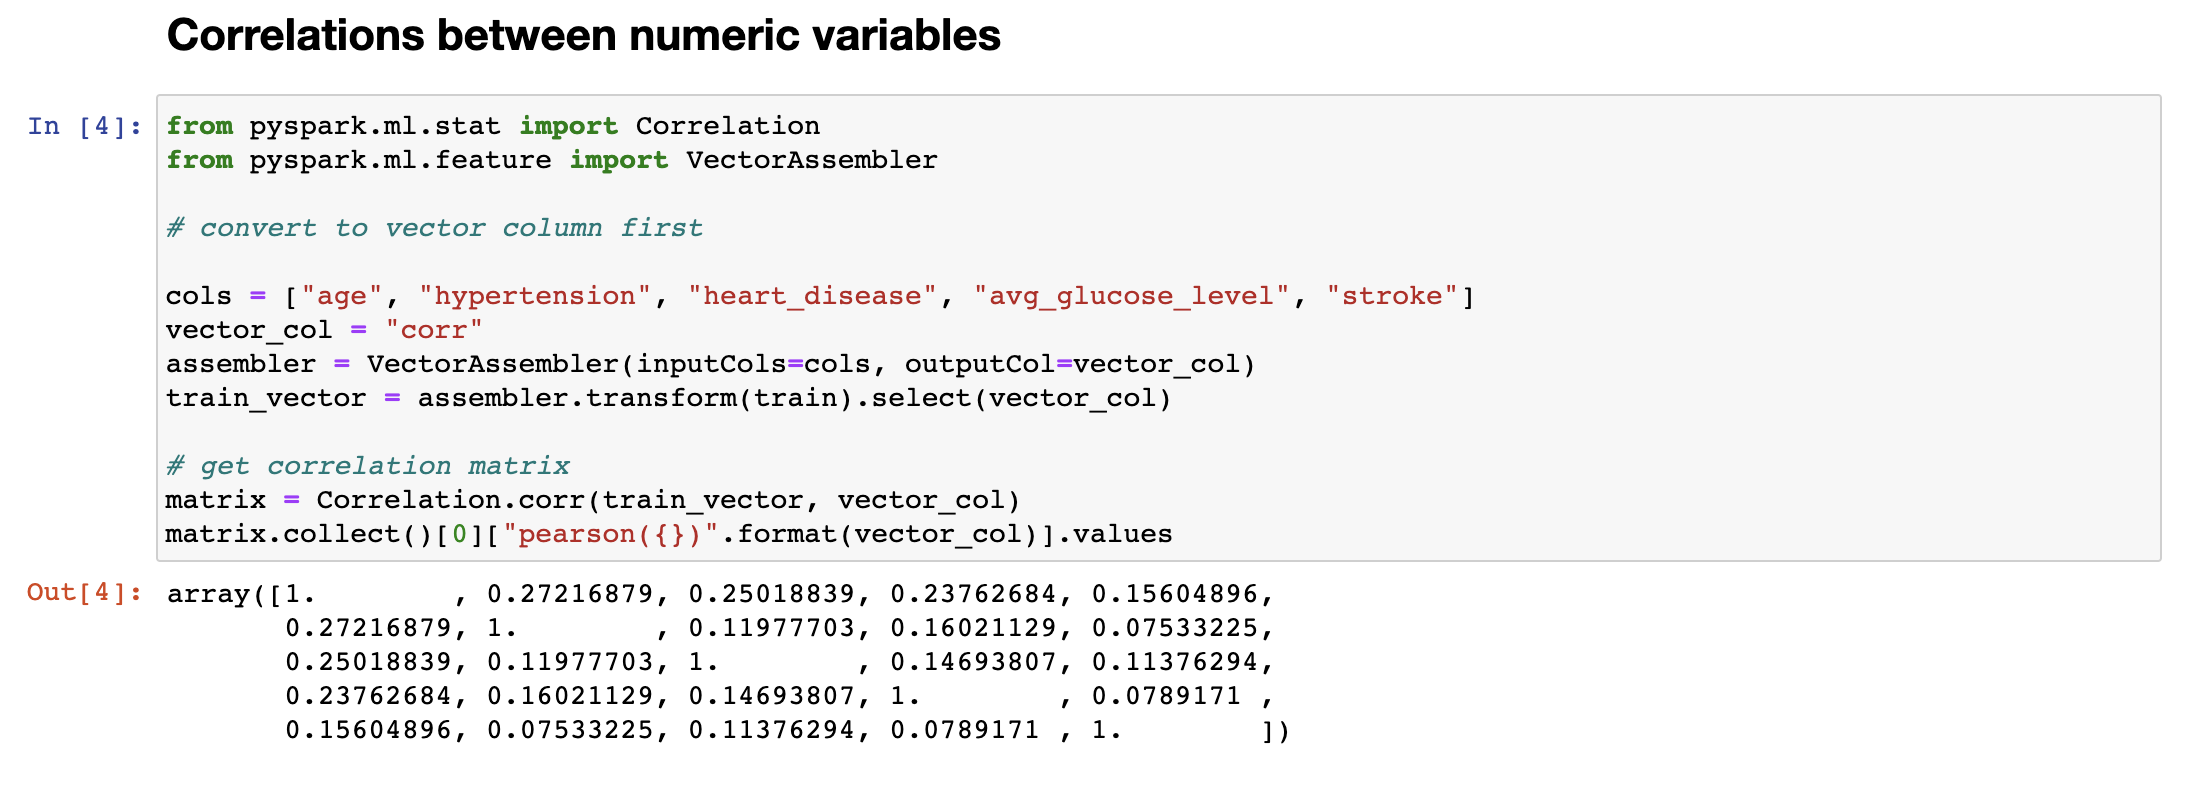 Correlations between numeric variables
In [4]:
from pyspark.ml.stat import Correlation
from pyspark.ml.feature import VectorAssembler
# convert to vector column first
cols = ["age", "hypertension", "heart_disease", "avg_glucose_level", "stroke"]
vector_col = "corr"
assembler = VectorAssembler(inputCols=cols, outputCol=vector_col)
train_vector = assembler.transform(train).select(vector_col)
# get correlation matrix
matrix = Correlation.corr(train_vector, vector_col)
matrix.collect()[0]["pearson({})".format(vector_col)].values
Out[4]:
array([1.        , 0.27216879, 0.25018839, 0.23762684, 0.15604896,
       0.27216879, 1.        , 0.11977703, 0.16021129, 0.07533225,
       0.25018839, 0.11977703, 1.        , 0.14693807, 0.11376294,
       0.23762684, 0.16021129, 0.14693807, 1.        , 0.0789171 ,
       0.15604896, 0.07533225, 0.11376294, 0.0789171 , 1.        ])